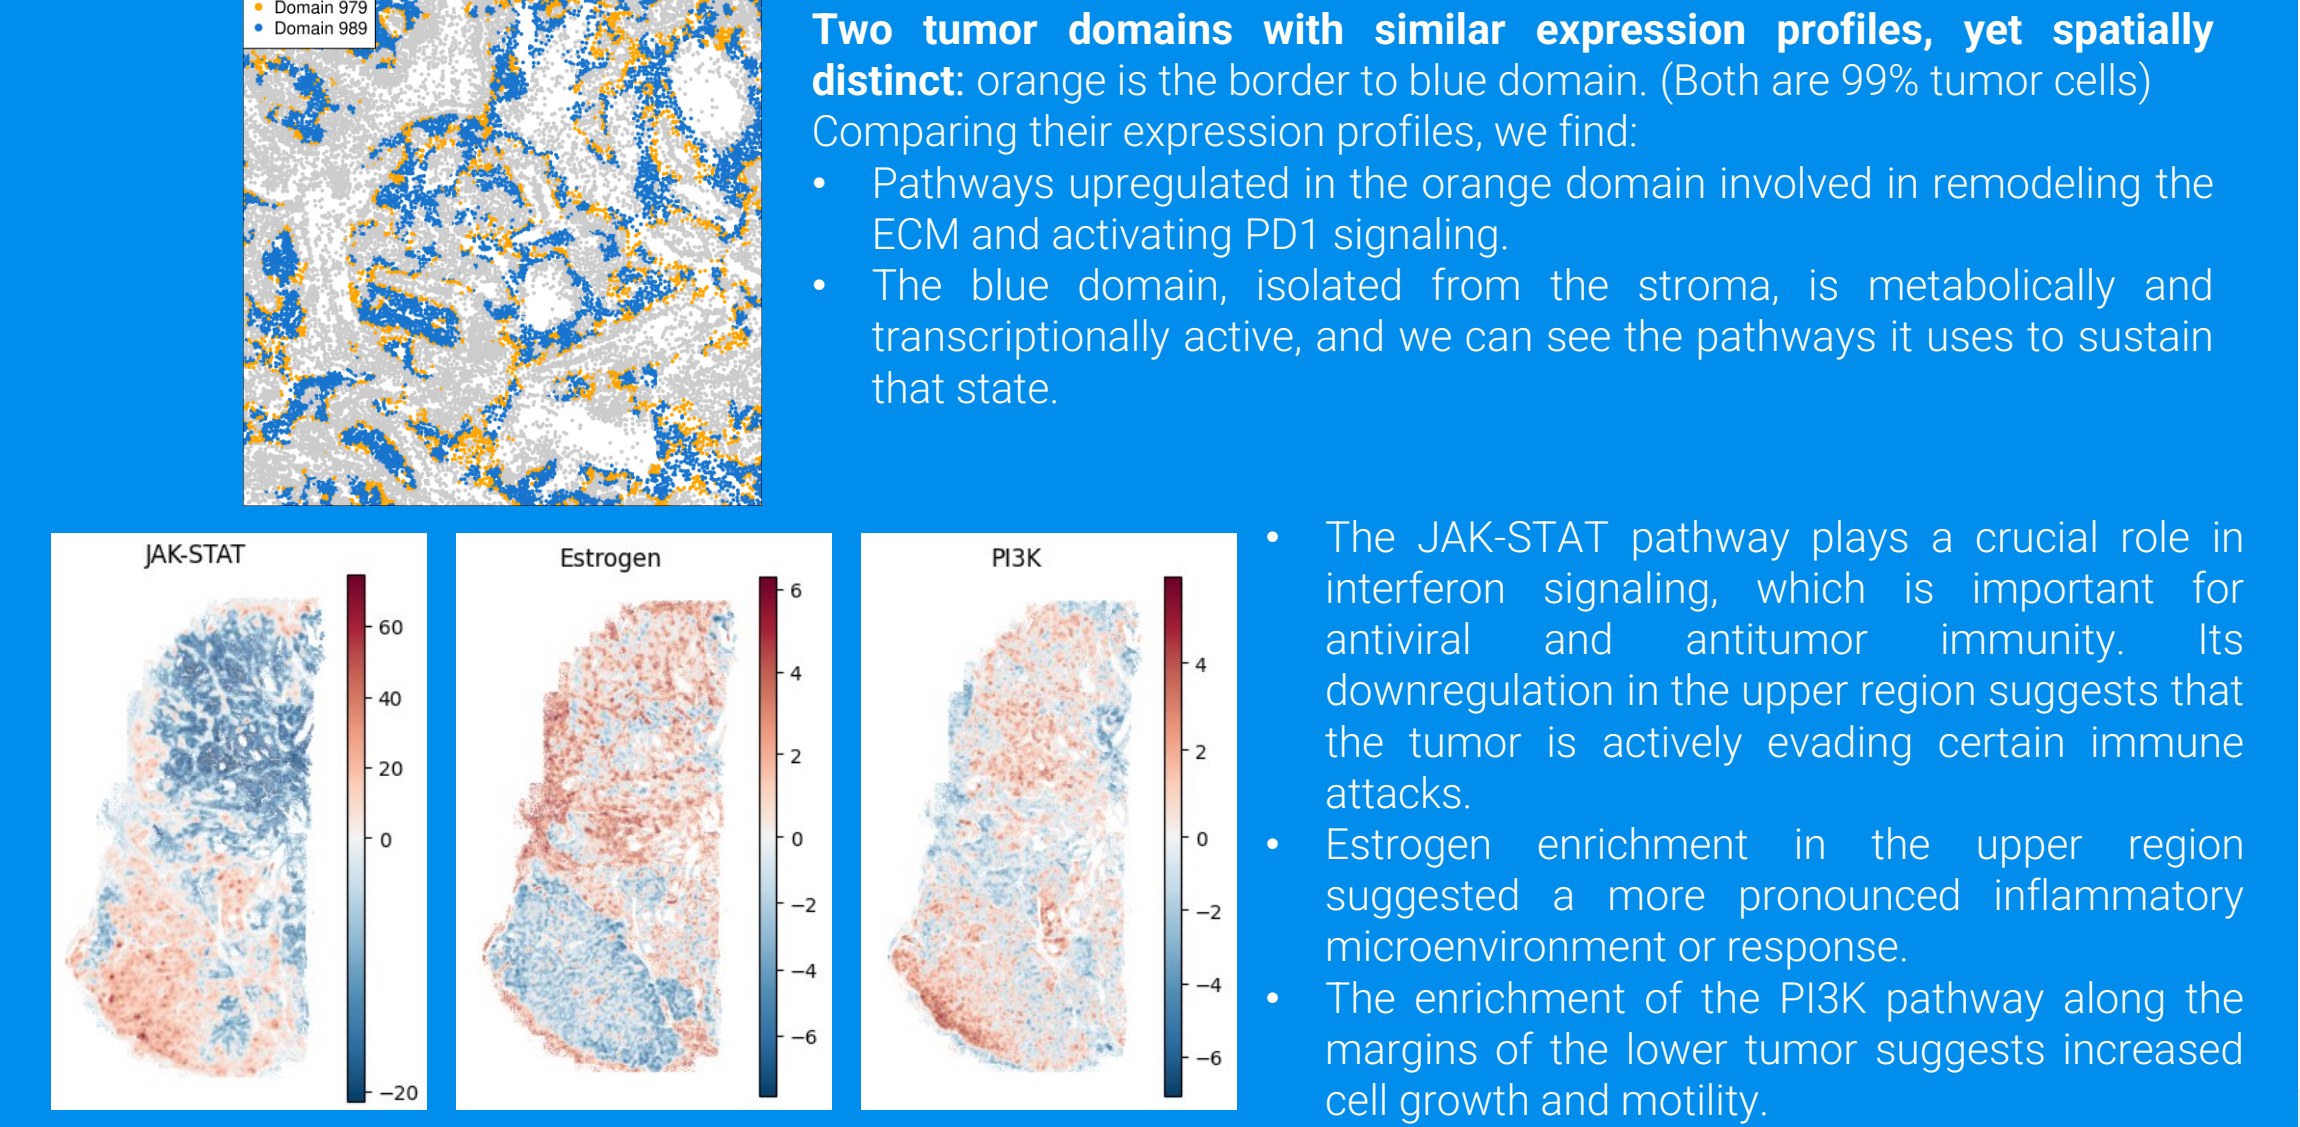 Domain 979
Domain 989
Two tumor domains with similar expression profiles, yet spatially
distinct: orange is the border to blue domain. (Both are 99% tumor cells)
Comparing their expression profiles, we find:
• Pathways upregulated in the orange domain involved in remodeling the
ECM and activating PD1 signaling.
• The blue domain, isolated from the stroma, is metabolically and
transcriptionally active, and we can see the pathways it uses to sustain
that state.
JAK-STAT
60
40
20
0
−20
Estrogen
6
4
2
0
−2
−4
−6
PI3K
4
2
0
−2
−4
−6
• The JAK-STAT pathway plays a crucial role in
interferon signaling, which is important for
antiviral and antitumor immunity. Its
downregulation in the upper region suggests that
the tumor is actively evading certain immune
attacks.
• Estrogen enrichment in the upper region
suggested a more pronounced inflammatory
microenvironment or response.
• The enrichment of the PI3K pathway along the
margins of the lower tumor suggests increased
cell growth and motility.